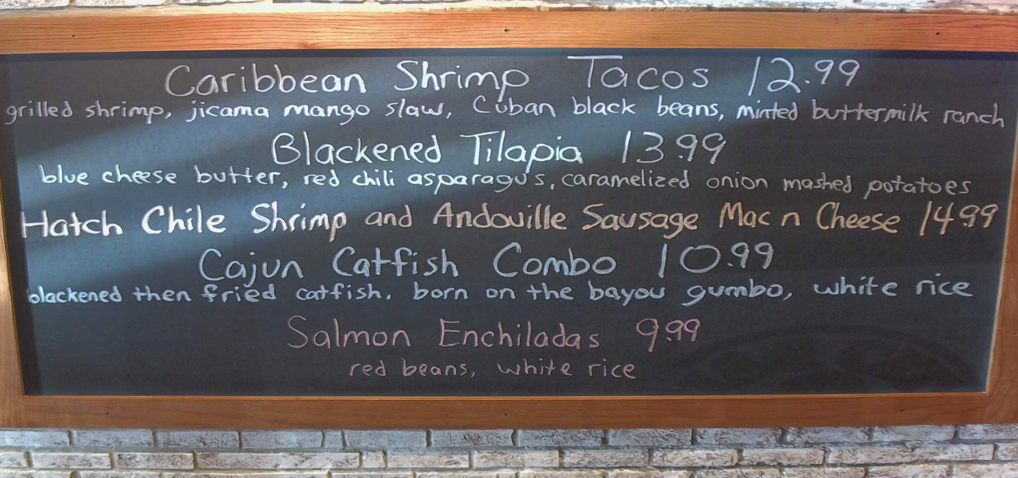 Caribbean Shrimp Tacos 12.99
grilled shrimp, jicama mango slaw, Cuban black beans, minted buttermilk ranch
Blackened Tilapia 13.99
blue cheese butter, red chili asparagus, caramelized onion mashed potatoes
Hatch Chile Shrimp and Andouille Sausage Mac n Cheese 14.99
Cajun Catfish Combo 10.99
blackened then fried catfish. born on the bayou gumbo, white rice
Salmon Enchiladas 9.99
red beans, white rice